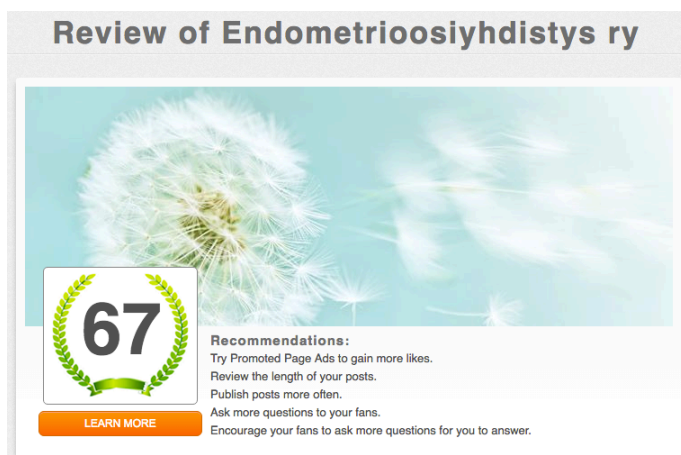 Review of Endometrioosiyhdistys ry
67
LEARN MORE
Recommendations:
Try Promoted Page Ads to gain more likes.
Review the length of your posts.
Publish posts more often.
Ask more questions to your fans.
Encourage your fans to ask more questions for you to answer.